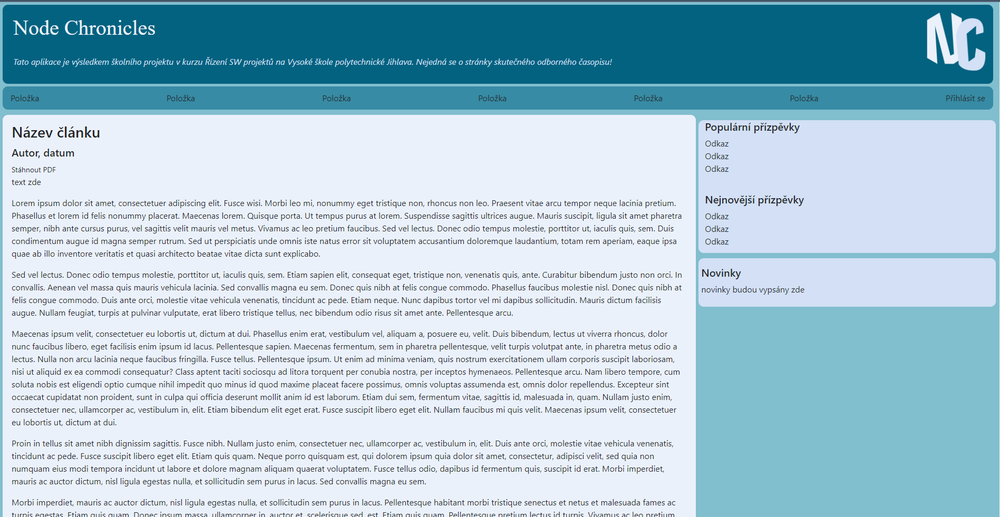 Node Chronicles
NC
Tato aplikace je výsledkem školního projektu v kurzu Řízení SW projektů na Vysoké škole polytechnické Jihlava. Nejedná se o stránky skutečného odborného časopisu!
Položka Položka Položka Položka Položka Položka Přihlásit se
Název článku
Autor, datum
Stáhnout PDF
text zde
Lorem ipsum dolor sit amet, consectetuer adipiscing elit. Fusce wisi. Morbi leo mi, nonummy eget tristique non, rhoncus non leo. Praesent vitae arcu tempor neque lacinia pretium.
Phasellus et lorem id felis nonummy placerat. Maecenas lorem. Quisque porta. Ut tempus purus at lorem. Suspendisse sagittis ultrices augue. Mauris suscipit, ligula sit amet pharetra
semper, nibh ante cursus purus, vel sagittis velit mauris vel metus. Vivamus ac leo pretium faucibus. Sed vel lectus. Donec odio tempus molestie, porttitor ut, iaculis quis, sem. Duis
condimentum augue id magna semper rutrum. Sed ut perspiciatis unde omnis iste natus error sit voluptatem accusantium doloremque laudantium, totam rem aperiam, eaque ipsa
quae ab illo inventore veritatis et quasi architecto beatae vitae dicta sunt explicabo.
Sed vel lectus. Donec odio tempus molestie, porttitor ut, iaculis quis, sem. Etiam sapien elit, consequat eget, tristique non, venenatis quis, ante. Curabitur bibendum justo non orci. In
convallis. Aenean vel massa quis mauris vehicula lacinia. Sed convallis magna eu sem. Donec quis nibh at felis congue commodo. Phasellus faucibus molestie nisl. Donec quis nibh at
felis congue commodo. Duis ante orci, molestie vitae vehicula venenatis, tincidunt ac pede. Etiam neque. Nunc dapibus tortor vel mi dapibus sollicitudin. Mauris dictum facilisis
augue. Nullam feugiat, turpis at pulvinar vulputate, erat libero tristique tellus, nec bibendum odio risus sit amet ante. Pellentesque arcu.
Maecenas ipsum velit, consectetuer eu lobortis ut, dictum at dui. Phasellus enim erat, vestibulum vel, aliquam a, posuere eu, velit. Duis bibendum, lectus ut viverra rhoncus, dolor
nunc faucibus libero, eget facilisis enim ipsum id lacus. Pellentesque sapien. Maecenas fermentum, sem in pharetra pellentesque, velit turpis volutpat ante, in pharetra metus odio a
lectus. Nulla non arcu lacinia neque faucibus fringilla. Fusce tellus. Pellentesque ipsum. Ut enim ad minima veniam, quis nostrum exercitationem ullam corporis suscipit laboriosam,
nisi ut aliquid ex ea commodi consequatur? Class aptent taciti sociosqu ad litora torquent per conubia nostra, per inceptos hymenaeos. Pellentesque arcu. Nam libero tempore, cum
soluta nobis est eligendi optio cumque nihil impedit quo minus id quod maxime placeat facere possimus, omnis voluptas assumenda est, omnis dolor repellendus. Excepteur sint
occaecat cupidatat non proident, sunt in culpa qui officia deserunt mollit anim id est laborum. Etiam dui sem, fermentum vitae, sagittis id, malesuada in, quam. Nullam justo enim,
consectetuer nec, ullamcorper ac, vestibulum in, elit. Etiam bibendum elit eget erat. Fusce suscipit libero eget elit. Nullam faucibus mi quis velit. Maecenas ipsum velit, consectetuer
eu lobortis ut, dictum at dui.
Proin in tellus sit amet nibh dignissim sagittis. Fusce nibh. Nullam justo enim, consectetuer nec, ullamcorper ac, vestibulum in, elit. Duis ante orci, molestie vitae vehicula venenatis,
tincidunt ac pede. Fusce suscipit libero eget elit. Etiam quis quam. Neque porro quisquam est, qui dolorem ipsum quia dolor sit amet, consectetur, adipisci velit, sed quia non
numquam eius modi tempora incidunt ut labore et dolore magnam aliquam quaerat voluptatem. Fusce tellus odio, dapibus id fermentum quis, suscipit id erat. Morbi imperdiet,
mauris ac auctor dictum, nisl ligula egestas nulla, et sollicitudin sem purus in lacus. Sed convallis magna eu sem.
Morbi imperdiet, mauris ac auctor dictum, nisl ligula egestas nulla, et sollicitudin sem purus in lacus. Pellentesque habitant morbi tristique senectus et netus et malesuada fames ac
turpis egestas. Etiam quis quam. Donec ipsum massa, ullamcorper in, auctor et, scelerisque sed, est. Etiam quis quam. Pellentesque pretium lectus id turpis. Vivamus ac leo pretium
Populární přízpěvky
Odkaz
Odkaz
Odkaz
Nejnovější přízpěvky
Odkaz
Odkaz
Odkaz
Novinky
novinky budou vypsány zde